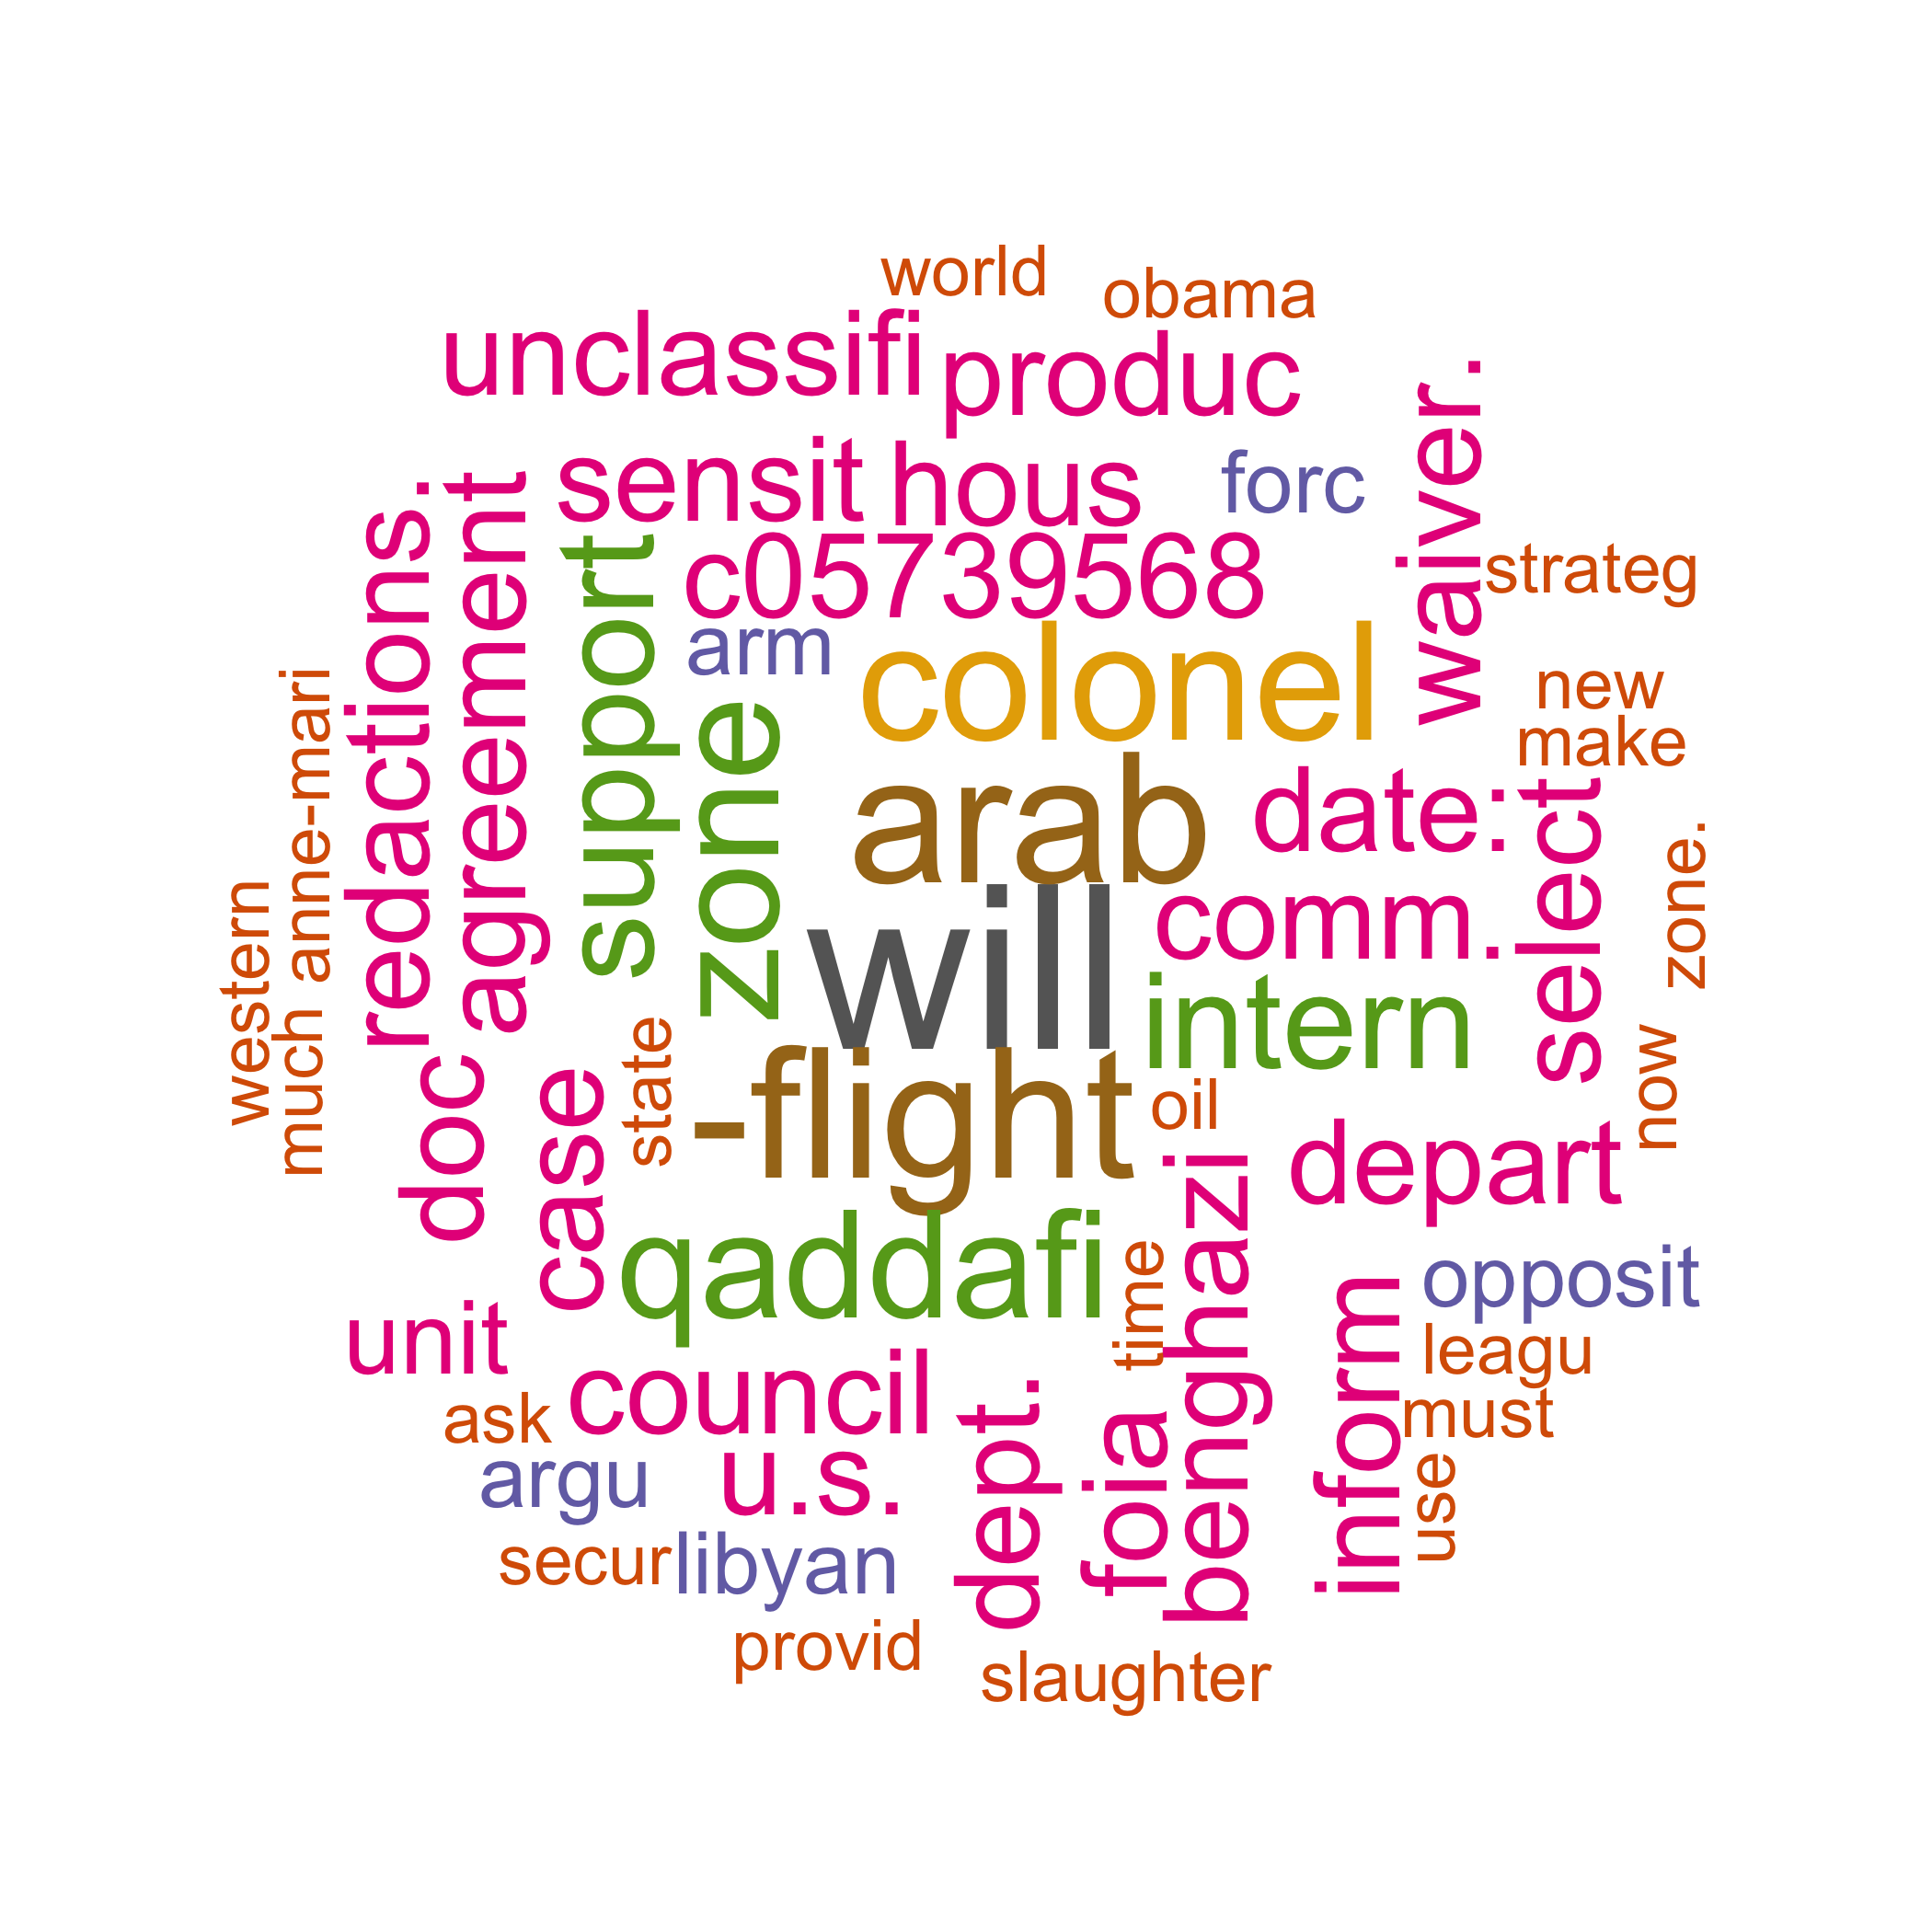 world
obama
unclassifi
produc
waiver.
sensit
hous
forc
redactions.
agreement
support
c05739568
strateg
arm
colonel
anne-mari
zone
new
make
arab
date:
select
zone.
western
much
will
comm.
intern
now
state
-flight
oil
doc
case
depart
benghazi
qaddafi
time
opposit
unit
inform
leagu
council
ask
must
dept.
foia
argu
u.s.
use
secur
libyan
provid
slaughter